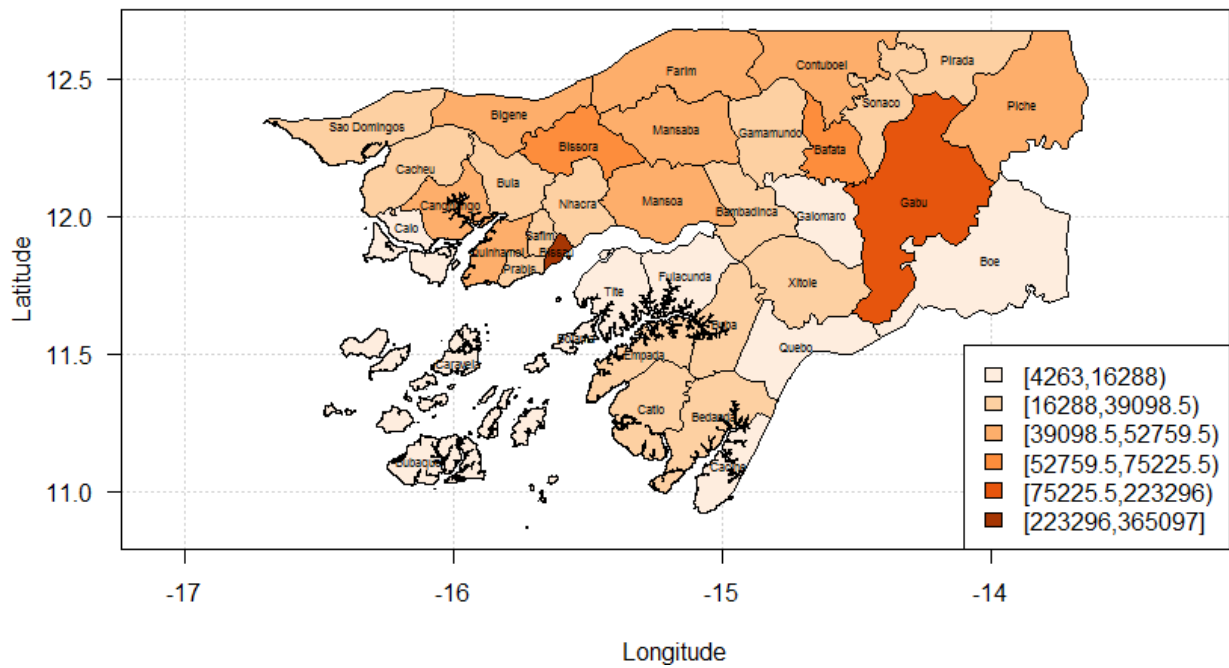 12.5
12.0
11.5
11.0
-17
-16
-15
-14
Latitude
Longitude
Pirada
Contuboel
Farim
Sonaco
Piche
Sao Domingos
Bigene
Mansaba
Gamamundo
Bissora
Bafata
Cacheu
Bula
Nhacra
Mansoa
Gabu
Bambadinca
Galomaro
Caio
Safim
Bissau
Quinhamel
Prabis
Boe
Tite
Fulacunda
Xitole
Buba
Quebo
Empada
Caravela
Catio
Bedanda
Bubaque
Cacine
[4263,16288)
[16288,39098.5)
[39098.5,52759.5)
[52759.5,75225.5)
[75225.5,223296)
[223296,365097]